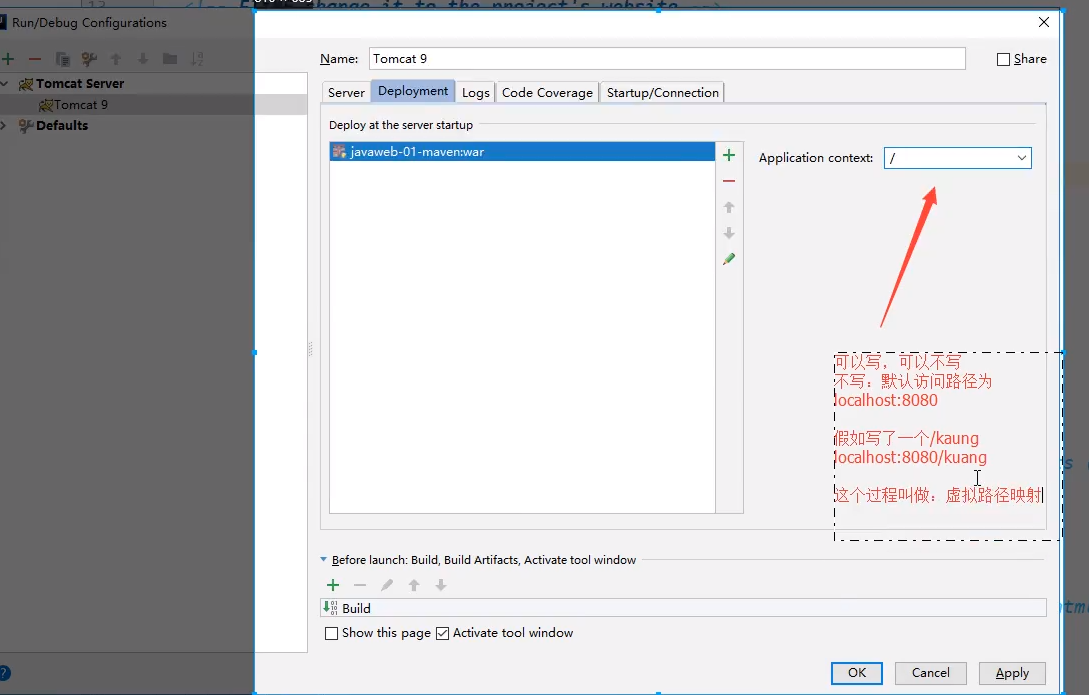 Change it to the project's website
Run/Debug Configurations
Name:
Tomcat 9
Share
Tomcat Server
Tomcat 9
Defaults
Server
Deployment
Logs
Code Coverage
Startup/Connection
Deploy at the server startup
javaweb-01-maven:war
Application context:
/
可以写，可以不写
不写：默认访问路径为
localhost:8080
假如写了一个/kaung
localhost:8080/kuang
这个过程叫做：虚拟路径映射
Before launch: Build, Build Artifacts, Activate tool window
Build
Show this page
Activate tool window
OK
Cancel
Apply